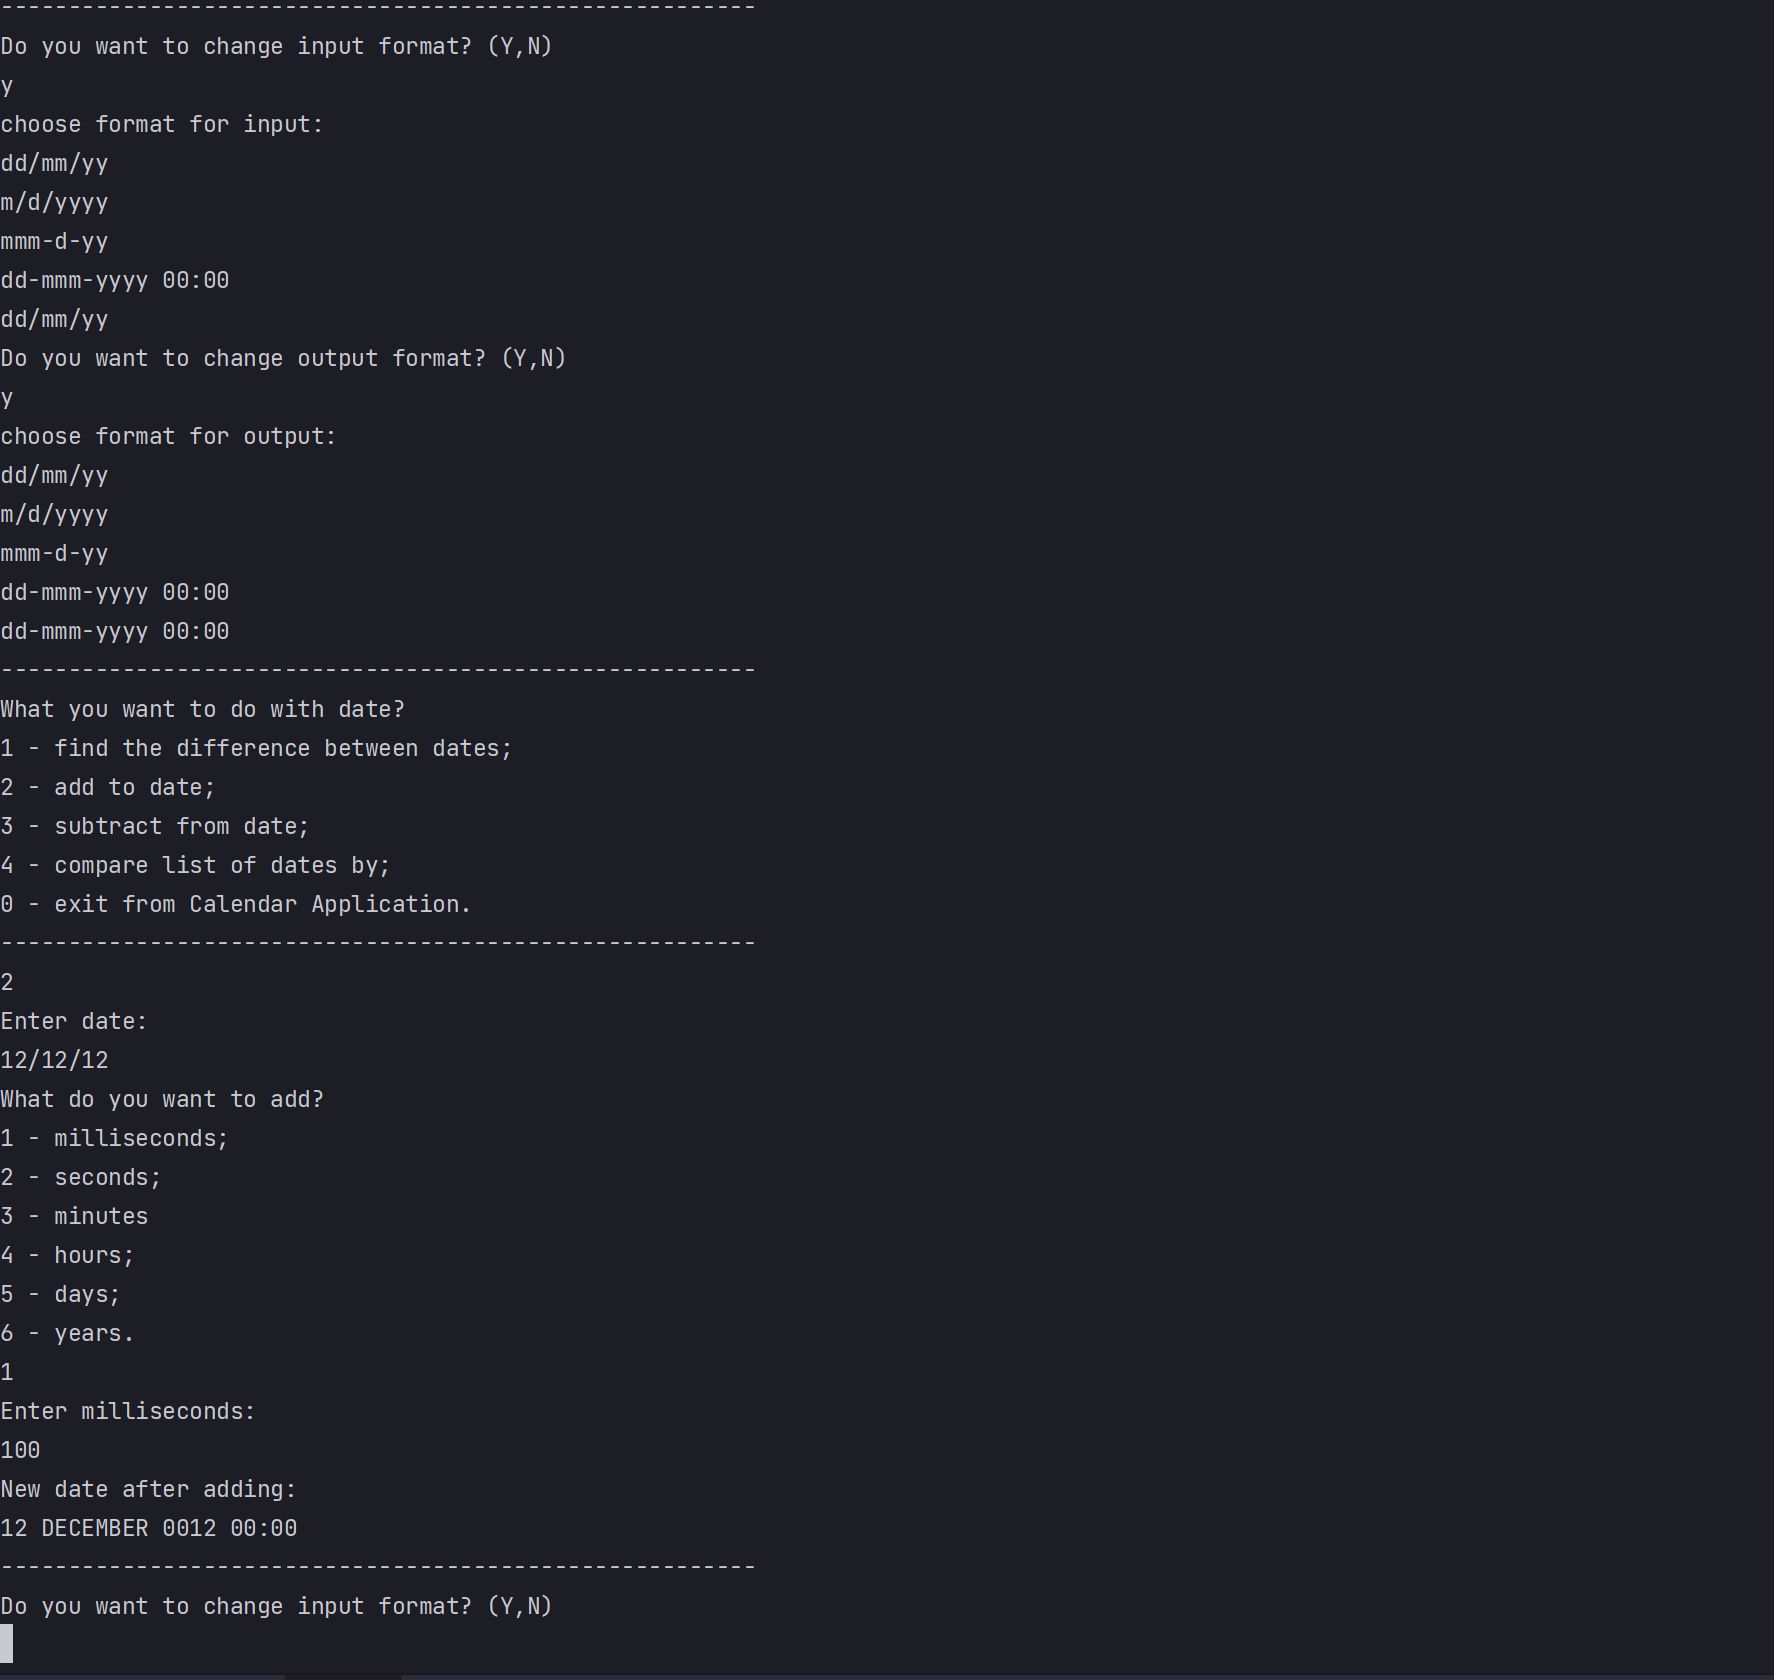 --------------------------------------------------------
Do you want to change input format? (Y,N)
y
choose format for input:
dd/mm/yy
m/d/yyyy
mmm-d-yy
dd-mmm-yyyy 00:00
dd/mm/yy
Do you want to change output format? (Y,N)
y
choose format for output:
dd/mm/yy
m/d/yyyy
mmm-d-yy
dd-mmm-yyyy 00:00
dd-mmm-yyyy 00:00
--------------------------------------------------------
What you want to do with date?
1 - find the difference between dates;
2 - add to date;
3 - subtract from date;
4 - compare list of dates by;
0 - exit from Calendar Application.
--------------------------------------------------------
2
Enter date:
12/12/12
What do you want to add?
1 - milliseconds;
2 - seconds;
3 - minutes
4 - hours;
5 - days;
6 - years.
1
Enter milliseconds:
100
New date after adding:
12 DECEMBER 0012 00:00
--------------------------------------------------------
Do you want to change input format? (Y,N)